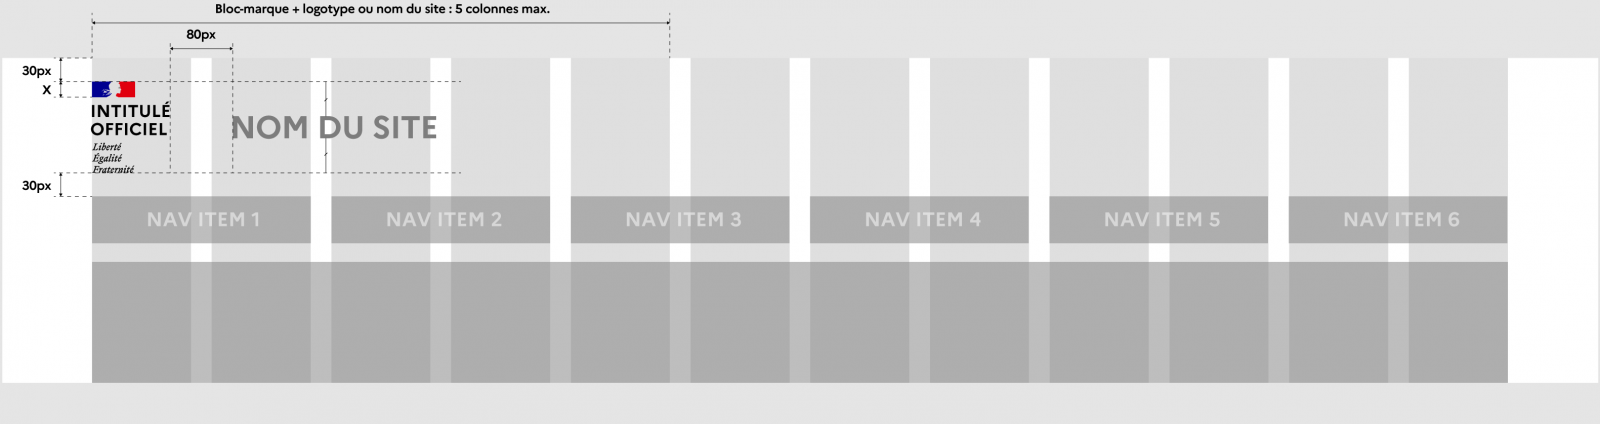 Bloc-marque + logotype ou nom du site : 5 colonnes max.
80px
30px
X
INTITULÉ
OFFICIEL
Liberté
Égalité
Fraternité
NOM DU SITE
30px
NAV ITEM 1
NAV ITEM 2
NAV ITEM 3
NAV ITEM 4
NAV ITEM 5
NAV ITEM 6